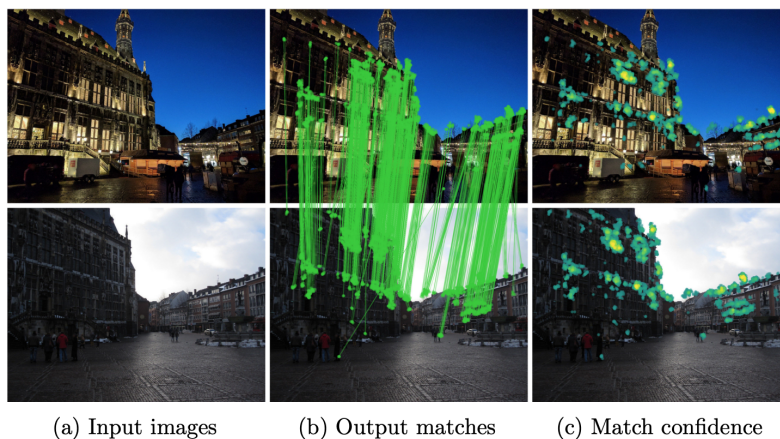 (a) Input images
(b) Output matches
(c) Match confidence